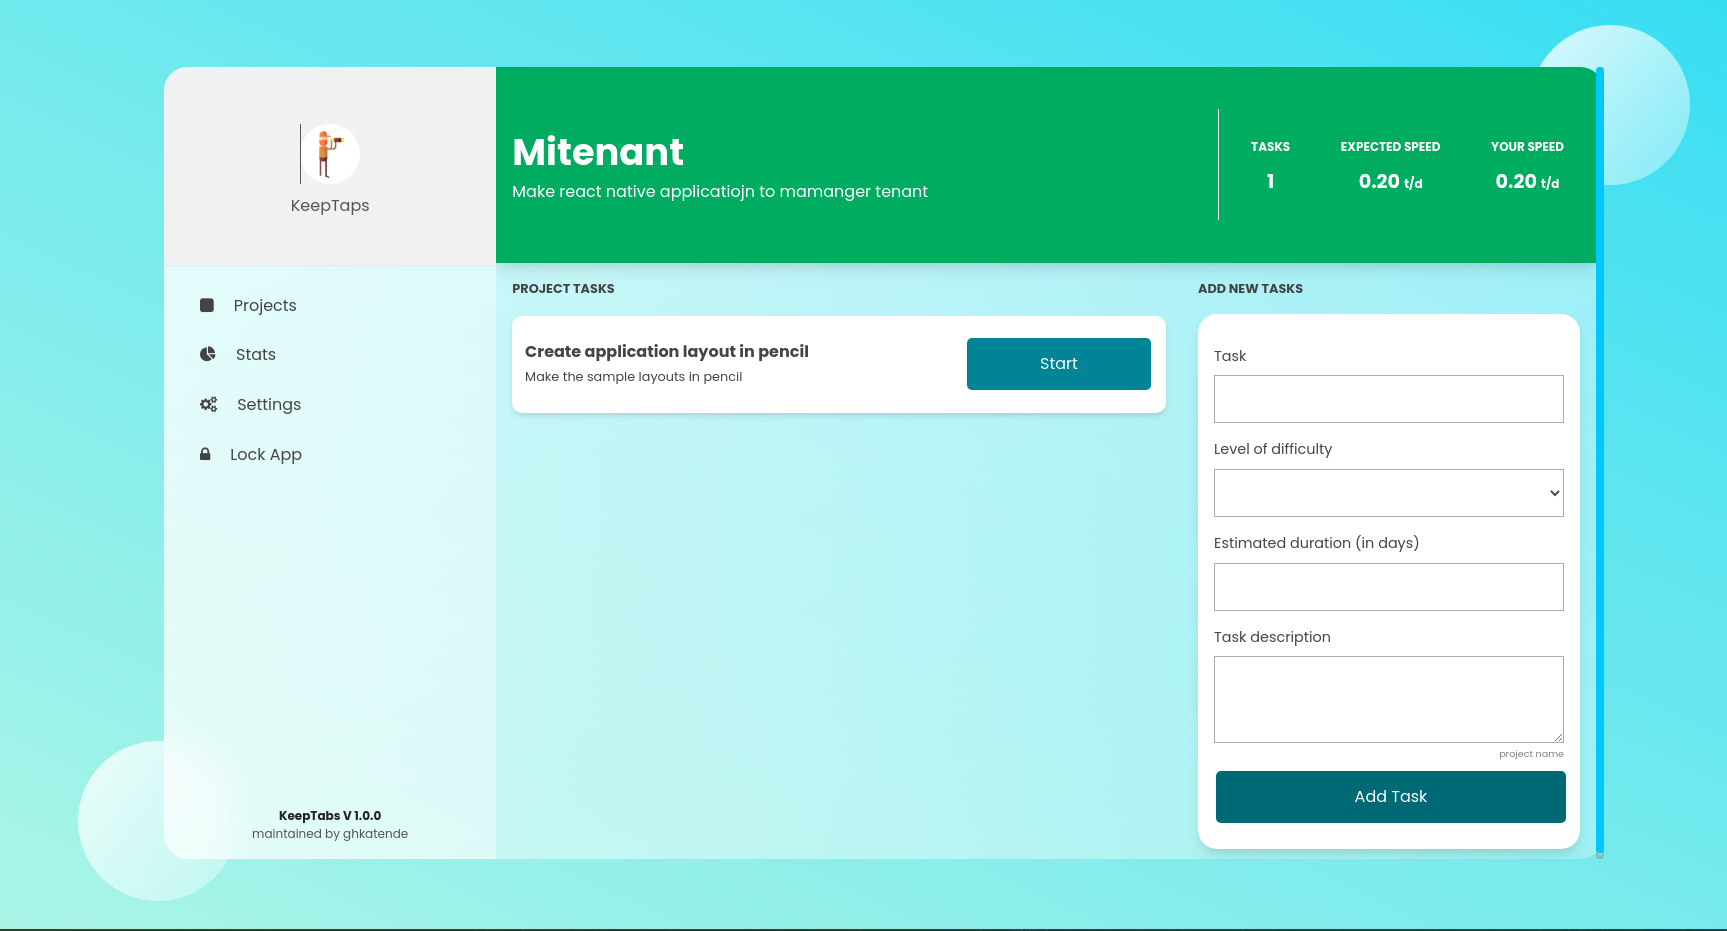 KeepTaps
Projects
Stats
Settings
Lock App
KeepTabs V 1.0.0
maintained by ghkatende
Mitenant
Make react native applicatiojn to mamanger tenant
TASKS
1
EXPECTED SPEED
0.20 t/d
YOUR SPEED
0.20 t/d
PROJECT TASKS
Create application layout in pencil
Make the sample layouts in pencil
Start
ADD NEW TASKS
Task
Level of difficulty
Estimated duration (in days)
Task description
project name
Add Task